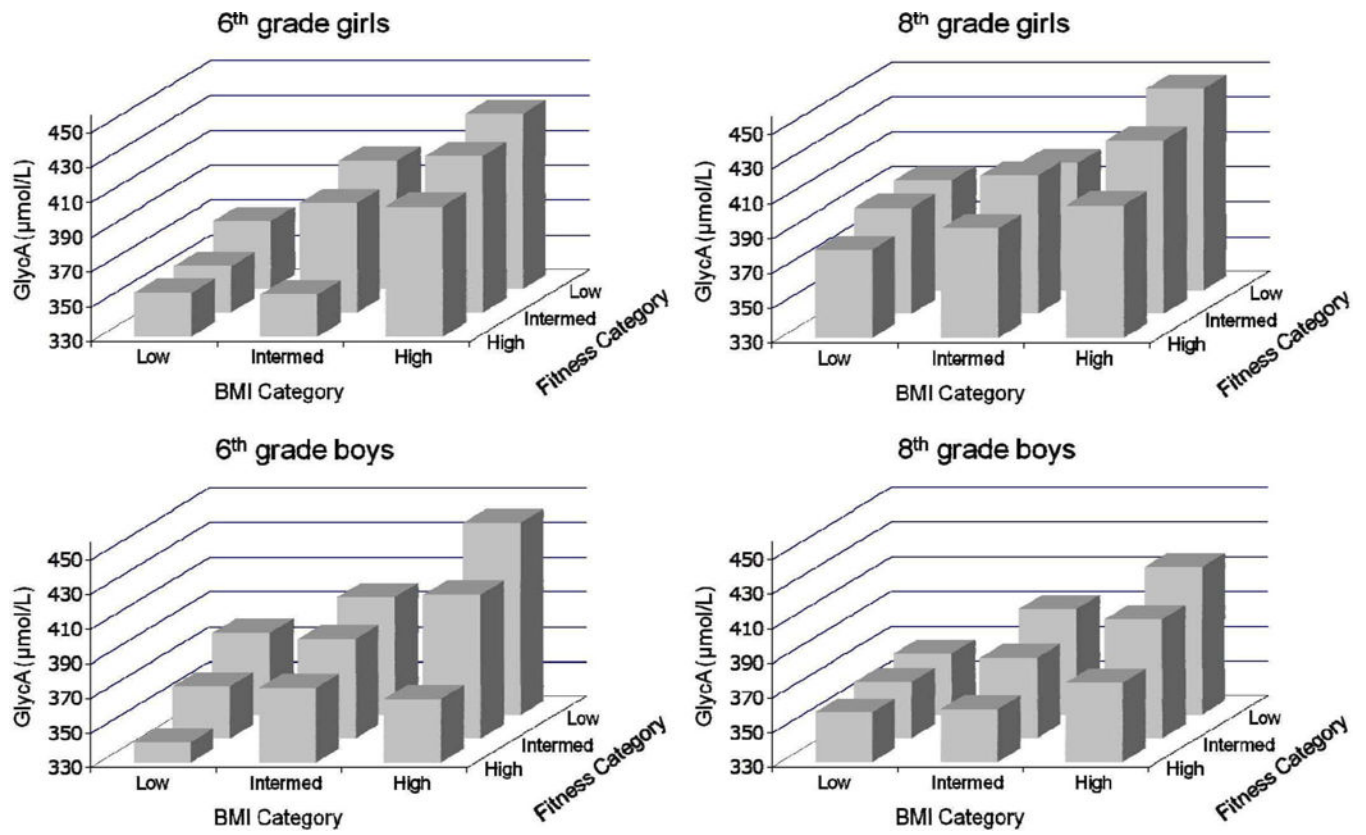 6th grade girls
450
430
410
390
370
350
330
GlycA (µmol/L)
Low
Intermed
High
BMI Category
High
Intermed
Low
Fitness Category
8th grade girls
450
430
410
390
370
350
330
GlycA (µmol/L)
Low
Intermed
High
BMI Category
High
Intermed
Low
Fitness Category
6th grade boys
450
430
410
390
370
350
330
GlycA (µmol/L)
Low
Intermed
High
BMI Category
High
Intermed
Low
Fitness Category
8th grade boys
450
430
410
390
370
350
330
GlycA (µmol/L)
Low
Intermed
High
BMI Category
High
Intermed
Low
Fitness Category